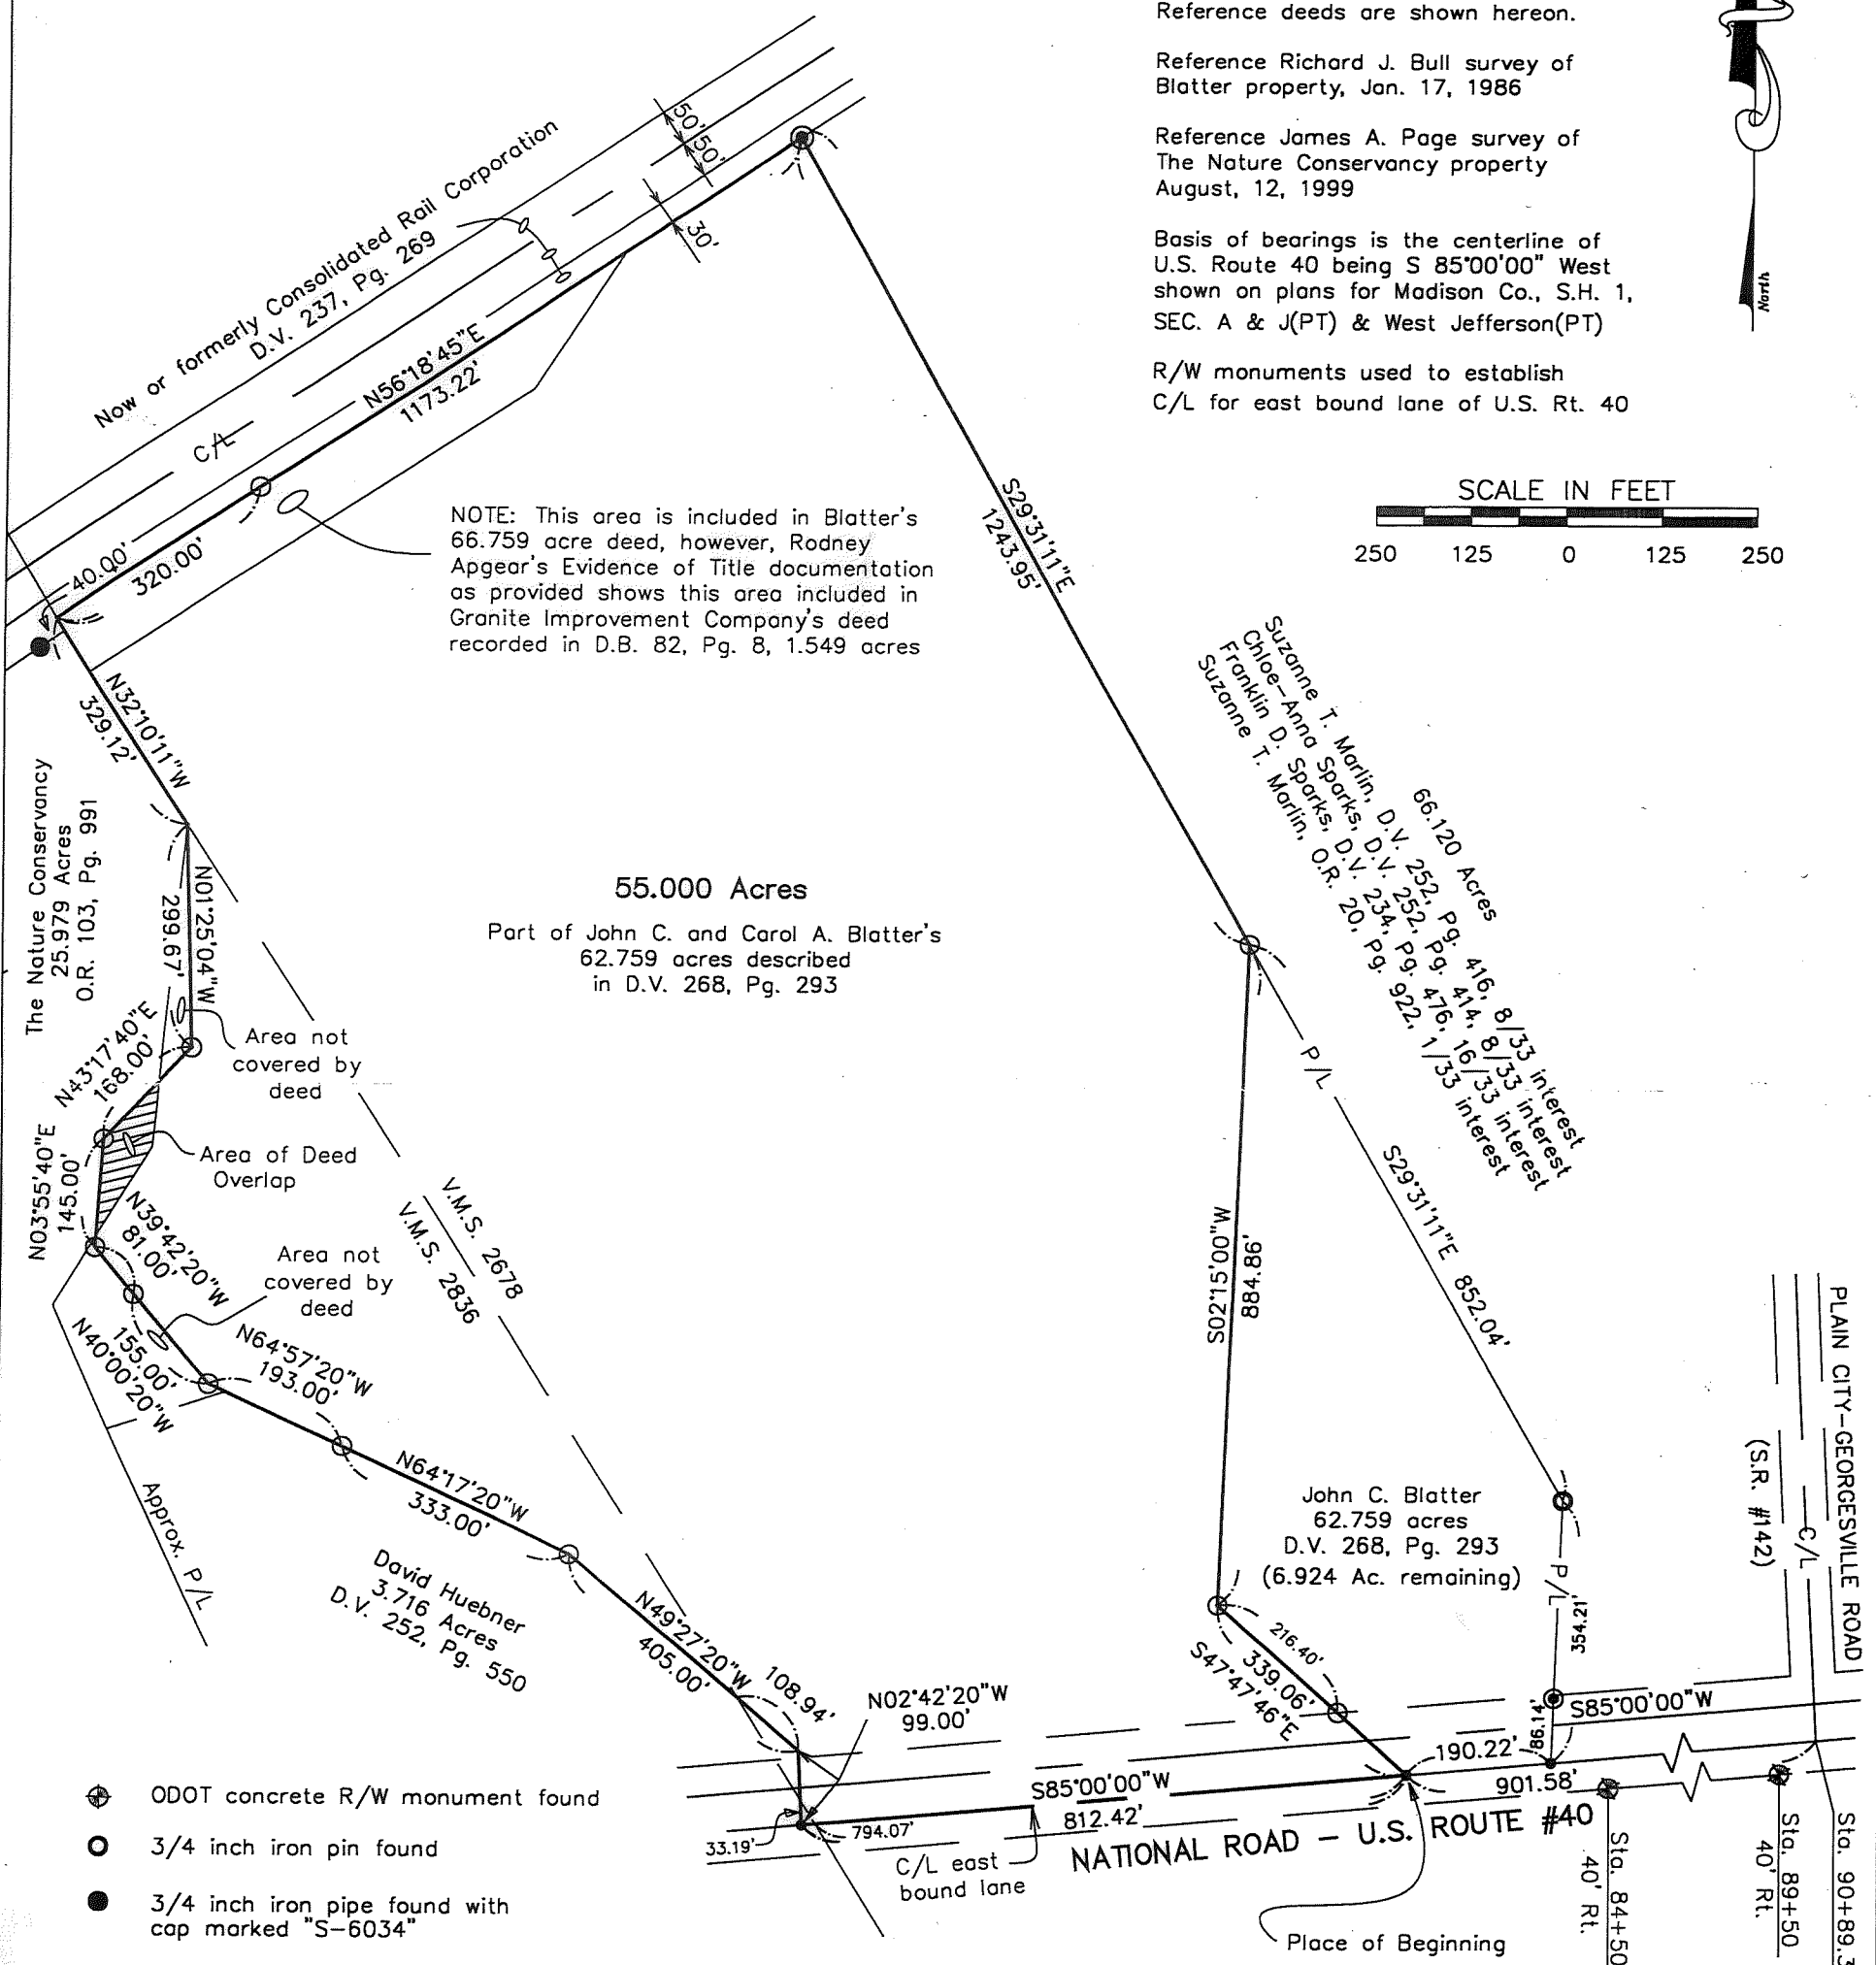 Reference deeds are shown hereon.
Reference Richard J. Bull survey of
Blatter property, Jan. 17, 1986
Reference James A. Page survey of
The Nature Conservancy property
August, 12, 1999
Basis of bearings is the centerline of
U.S. Route 40 being S 85°00'00" West
shown on plans for Madison Co., S.H. 1,
SEC. A & J(PT) & West Jefferson(PT)
R/W monuments used to establish
C/L for east bound lane of U.S. Rt. 40
North
SCALE IN FEET
250 125 0 125 250
Now or formerly Consolidated Rail Corporation
D.V. 237, Pg. 269
50'
50'
30'
C/L
N56°18'45"E
1173.22'
40.00'
320.00'
NOTE: This area is included in Blatter's
66.759 acre deed, however, Rodney
Apgear's Evidence of Title documentation
as provided shows this area included in
Granite Improvement Company's deed
recorded in D.B. 82, Pg. 8, 1.549 acres
S29°31'11"E
1243.95'
N32°10'11"W
329.12'
The Nature Conservancy
25.979 Acres
O.R. 103, Pg. 991
N01°25'04"W
299.67'
55.000 Acres
Part of John C. and Carol A. Blatter's
62.759 acres described
in D.V. 268, Pg. 293
66.120 Acres
Suzanne T. Marlin, D.V. 252, Pg. 416, 8/33 interest
Chloe-Anna Sparks, D.V. 252, Pg. 414, 8/33 interest
Franklin D. Sparks, D.V. 234, Pg. 476, 16/33 interest
Suzanne T. Marlin, O.R. 20, Pg. 922, 1/33 interest
N43°17'40"E
168.00'
Area not
covered by
deed
N03°55'40"E
145.00'
Area of Deed
Overlap
N39°42'20"W
81.00'
Area not
covered by
deed
V.M.S. 2678
V.M.S. 2836
155.00'
N40°00'20"W
N64°57'20"W
193.00'
Approx. P/L
N64°17'20"W
333.00'
David Huebner
3.716 Acres
D.V. 252, Pg. 550
N49°27'20"W
405.00'
108.94'
N02°42'20"W
99.00'
P/L
S29°31'11"E 852.04'
S02°15'00"W
884.86'
John C. Blatter
62.759 acres
D.V. 268, Pg. 293
(6.924 Ac. remaining)
P/L
354.21'
216.40'
339.06'
S47°47'46"E
86.14'
S85°00'00"W
190.22'
901.58'
PLAIN CITY-GEORGESVILLE ROAD
(S.R. #142)
C/L
S85°00'00"W
812.42'
33.19'
794.07'
C/L east
bound lane
NATIONAL ROAD - U.S. ROUTE #40
Place of Beginning
Sta. 84+50
40' Rt.
Sta. 89+50
40' Rt.
Sta. 90+89.3
ODOT concrete R/W monument found
3/4 inch iron pin found
3/4 inch iron pipe found with
cap marked "S-6034"